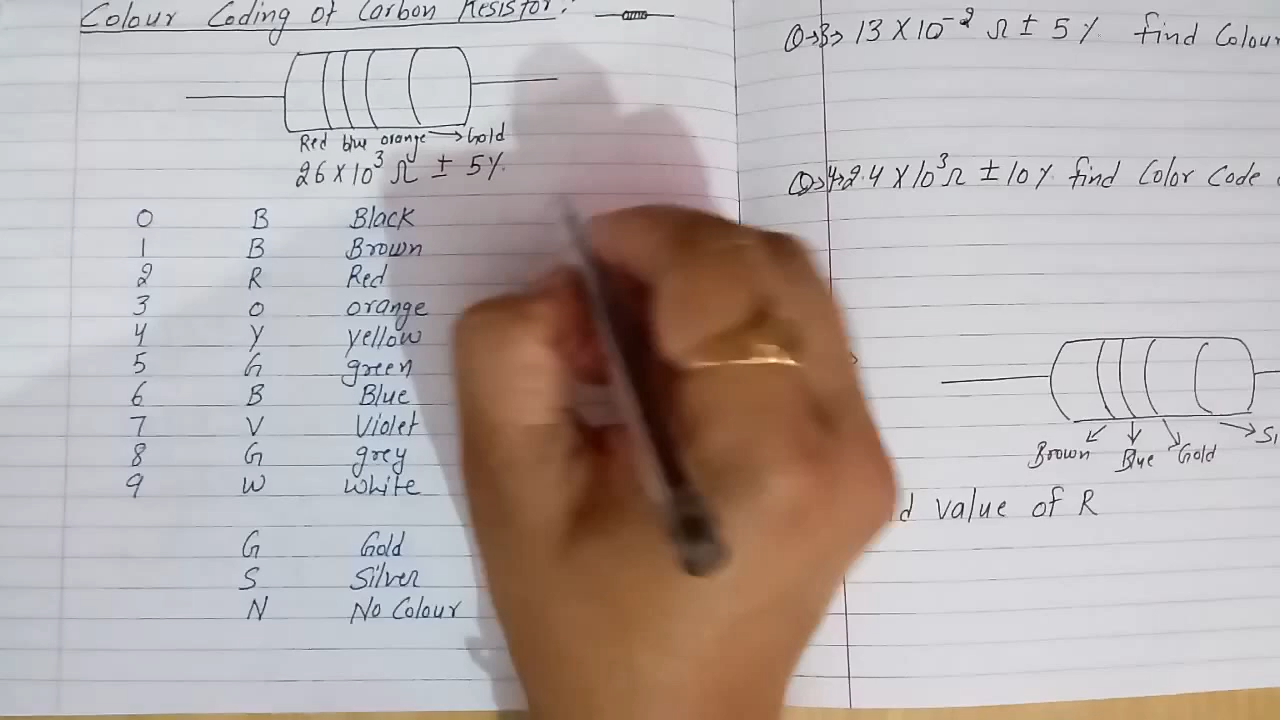 Colour Coding of Carbon Resistor.
Red blue orange → Gold
26 × 10³ Ω ± 5%.
0 B Black
1 B Brown
2 R Red
3 O orange
4 Y yellow
5 G green
6 B Blue
7 V Violet
8 G grey
9 W White
G Gold
S Silver
N No Colour
Q→3→ 13 × 10⁻² Ω ± 5%. find Colour
Q→4→ 2.4 × 10³ Ω ± 10%. find Color Code
Brown Blue Gold
value of R